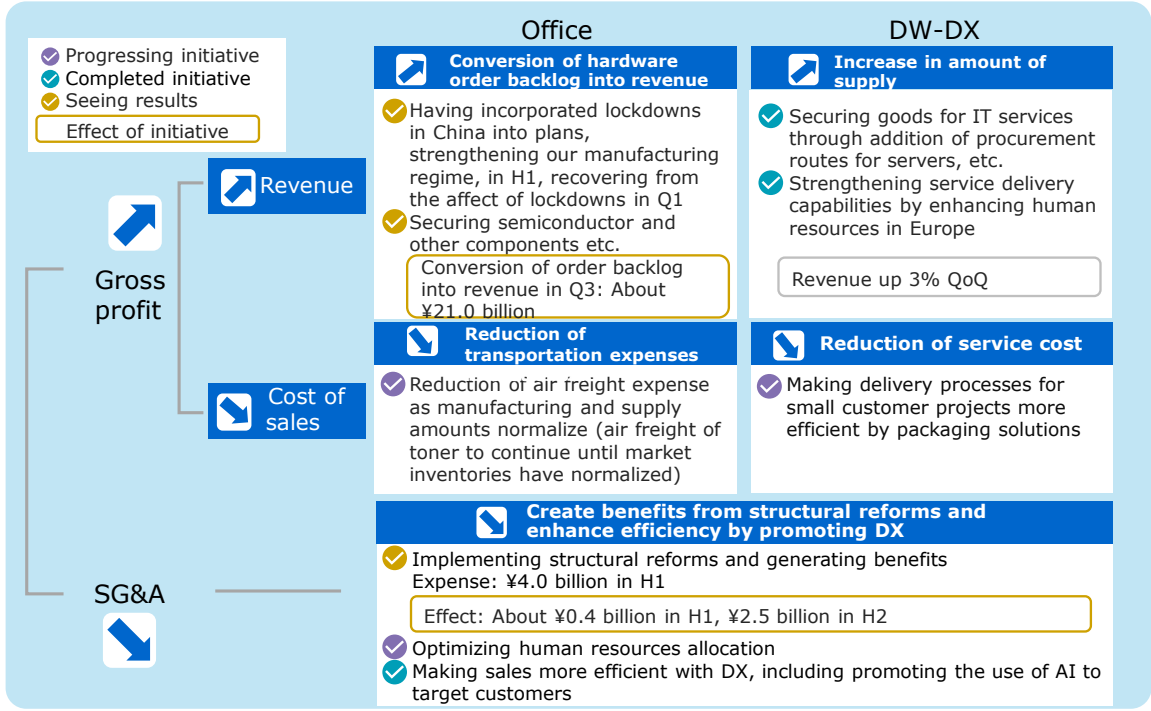 Office
DW-DX
Progressing initiative
Completed initiative
Seeing results
Effect of initiative
Gross
profit
Revenue
Conversion of hardware
order backlog into revenue
Having incorporated lockdowns
in China into plans,
strengthening our manufacturing
regime, in H1, recovering from
the affect of lockdowns in Q1
Securing semiconductor and
other components etc.
Conversion of order backlog
into revenue in Q3: About
¥21.0 billion
Increase in amount of
supply
Securing goods for IT services
through addition of procurement
routes for servers, etc.
Strengthening service delivery
capabilities by enhancing human
resources in Europe
Revenue up 3% QoQ
Cost of
sales
Reduction of
transportation expenses
Reduction of air freight expense
as manufacturing and supply
amounts normalize (air freight of
toner to continue until market
inventories have normalized)
Reduction of service cost
Making delivery processes for
small customer projects more
efficient by packaging solutions
SG&A
Create benefits from structural reforms and
enhance efficiency by promoting DX
Implementing structural reforms and generating benefits
Expense: ¥4.0 billion in H1
Effect: About ¥0.4 billion in H1, ¥2.5 billion in H2
Optimizing human resources allocation
Making sales more efficient with DX, including promoting the use of AI to
target customers